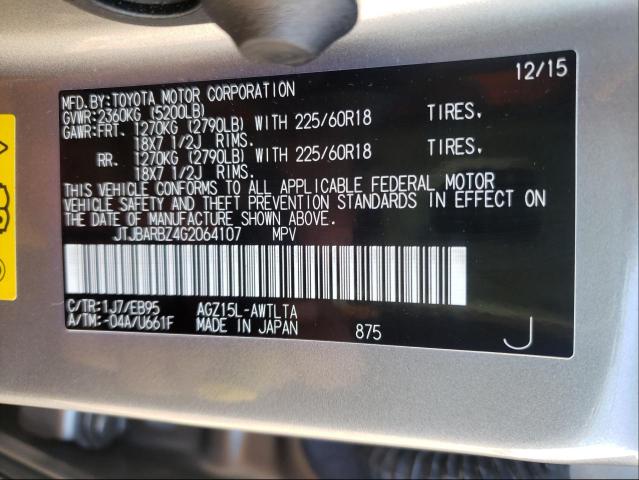 12/15
MFD.BY:TOYOTA MOTOR CORPORATION
GVWR:2360KG (5200LB)
GAWR:FRT. 1270KG (2790LB) WITH 225/60R18 TIRES.
18X7 1/2J RIMS.
RR. 1270KG (2790LB) WITH 225/60R18 TIRES.
18X7 1/2J RIMS.
THIS VEHICLE CONFORMS TO ALL APPLICABLE FEDERAL MOTOR
VEHICLE SAFETY AND THEFT PREVENTION STANDARDS IN EFFECT ON
THE DATE OF MANUFACTURE SHOWN ABOVE.
JTJBARBZ4G2064107 MPV
C/TR:1J7/EB95 AGZ15L-AWTLTA
A/TM:-04A/U661F MADE IN JAPAN 875 J